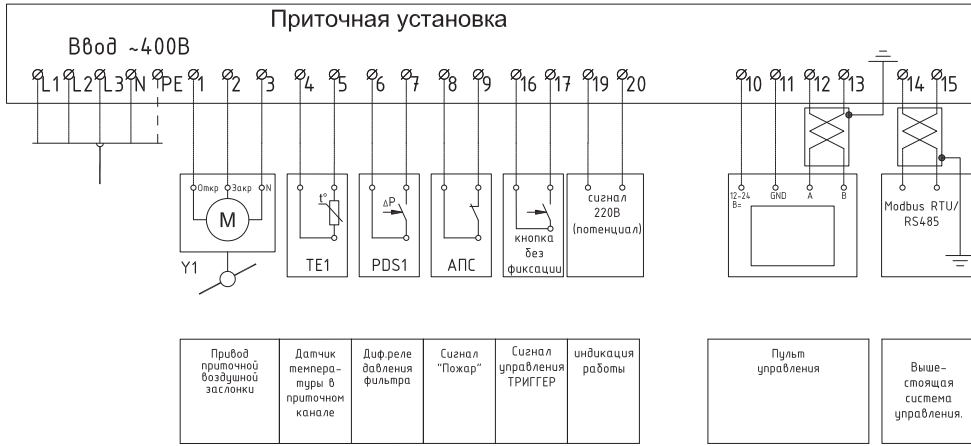 Приточная установка
Ввод ~400В
L1 L2 L3 N PE 1 2 3 4 5 6 7 8 9 16 17 19 20 10 11 12 13 14 15
Откр Закр N
М
Y1
t°
TE1
ΔP
PDS1
АПС
кнопка
без
фиксации
сигнал
220В
(потенциал)
12-24
В=
GND
A
B
Modbus RTU/
RS485
Привод
приточной
воздушной
заслонки
Датчик
темпера-
туры в
приточном
канале
Диф.реле
давления
фильтра
Сигнал
"Пожар"
Сигнал
управления
ТРИГГЕР
индикация
работы
Пульт
управления
Выше-
стоящая
система
управления.